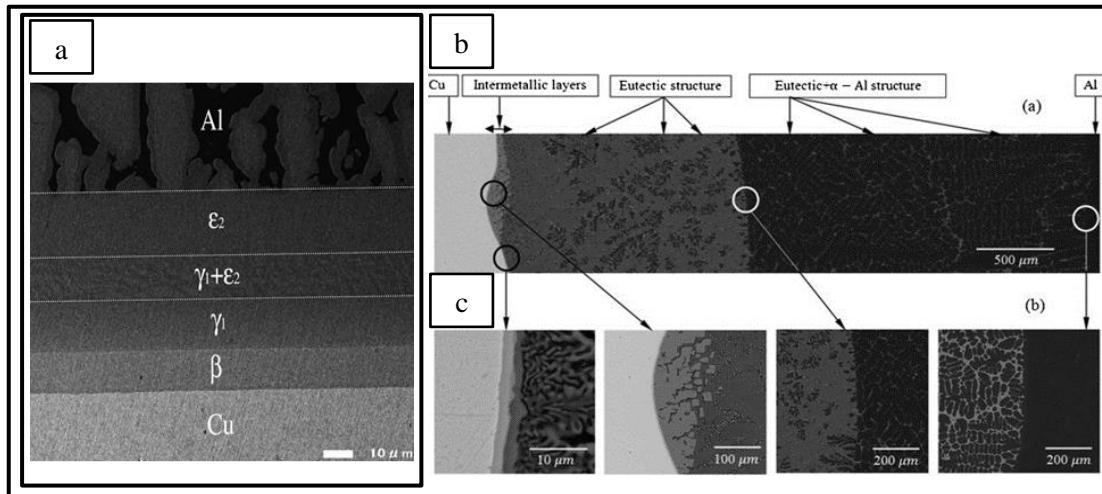 a
Al
ε₂
γ₁+ε₂
γ₁
β
Cu
10 μm
b
Cu
Intermetallic layers
Eutectic structure
Eutectic+α − Al structure
Al
(a)
500 μm
c
(b)
10 μm
100 μm
200 μm
200 μm